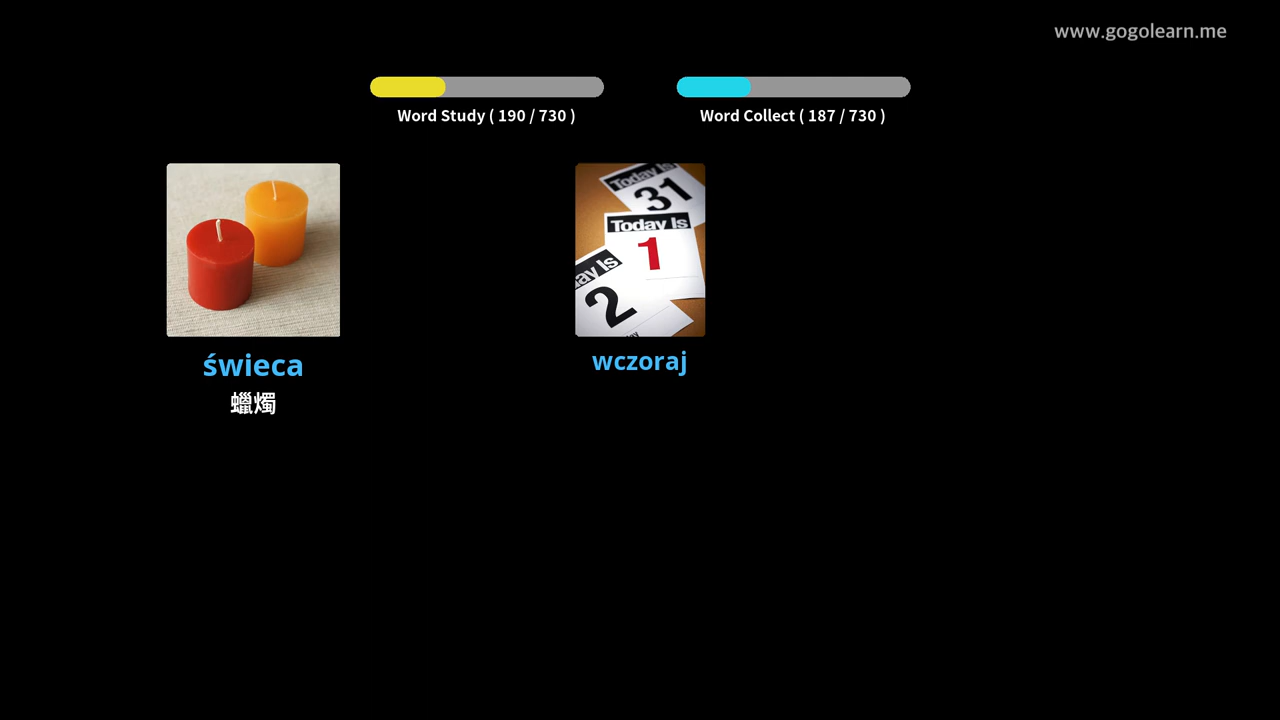 www.gogolearn.me
Word Study ( 190 / 730 )
Word Collect ( 187 / 730 )
Today Is
31
Today Is
1
ay Is
2
świeca
蠟燭
wczoraj